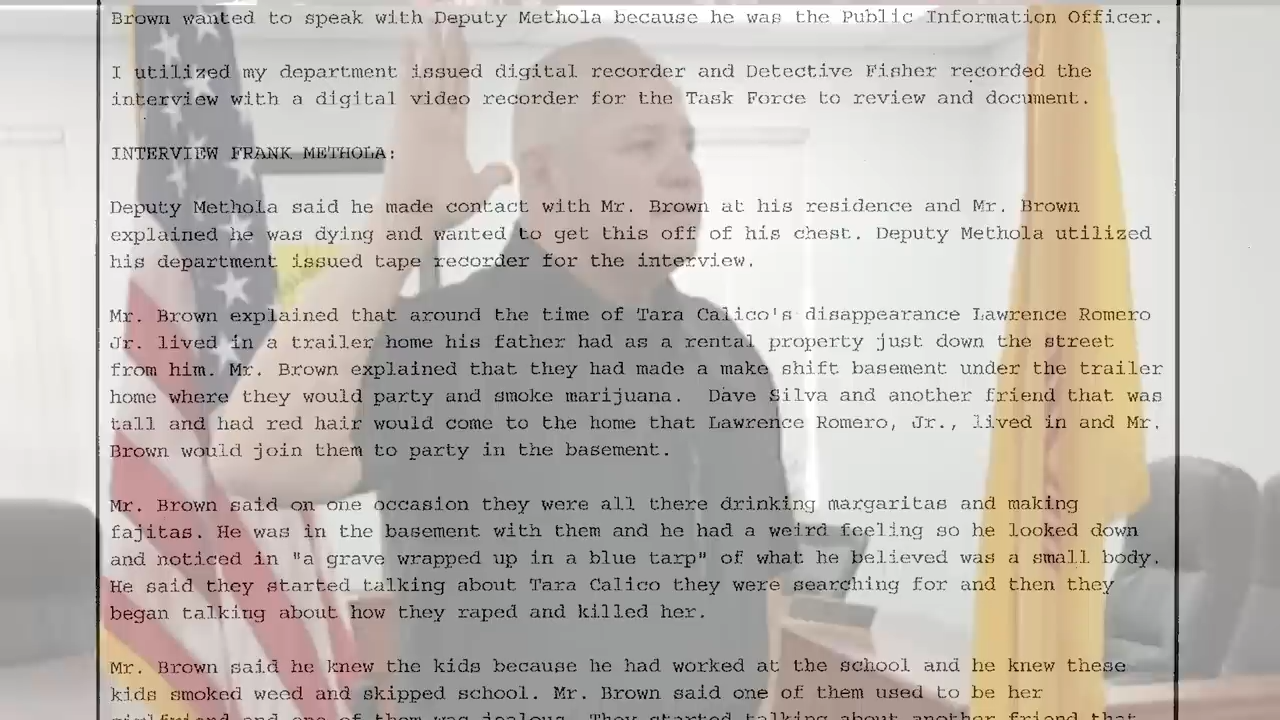 Brown wanted to speak with Deputy Methola because he was the Public Information Officer.
I utilized my department issued digital recorder and Detective Fisher recorded the
interview with a digital video recorder for the Task Force to review and document.
INTERVIEW FRANK METHOLA:
Deputy Methola said he made contact with Mr. Brown at his residence and Mr. Brown
explained he was dying and wanted to get this off of his chest. Deputy Methola utilized
his department issued tape recorder for the interview.
Mr. Brown explained that around the time of Tara Calico's disappearance Lawrence Romero
Jr. lived in a trailer home his father had as a rental property just down the street
from him. Mr. Brown explained that they had made a make shift basement under the trailer
home where they would party and smoke marijuana. Dave Silva and another friend that was
tall and had red hair would come to the home that Lawrence Romero, Jr., lived in and Mr.
Brown would join them to party in the basement.
Mr. Brown said on one occasion they were all there drinking margaritas and making
fajitas. He was in the basement with them and he had a weird feeling so he looked down
and noticed in "a grave wrapped up in a blue tarp" of what he believed was a small body.
He said they started talking about Tara Calico they were searching for and then they
began talking about how they raped and killed her.
Mr. Brown said he knew the kids because he had worked at the school and he knew these
kids smoked weed and skipped school. Mr. Brown said one of them used to be her
girlfriend and one of them was jealous. They started talking about another friend that